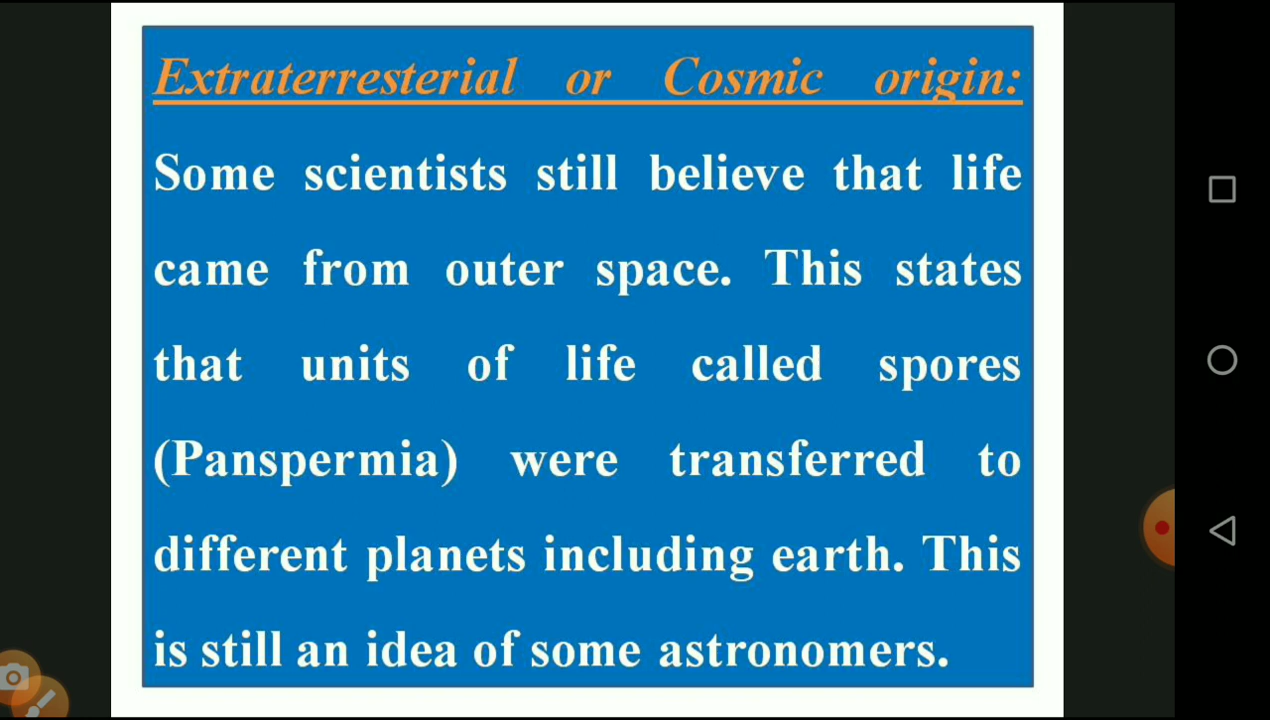 Extraterresterial or Cosmic origin:
Some scientists still believe that life
came from outer space. This states
that units of life called spores
(Panspermia) were transferred to
different planets including earth. This
is still an idea of some astronomers.